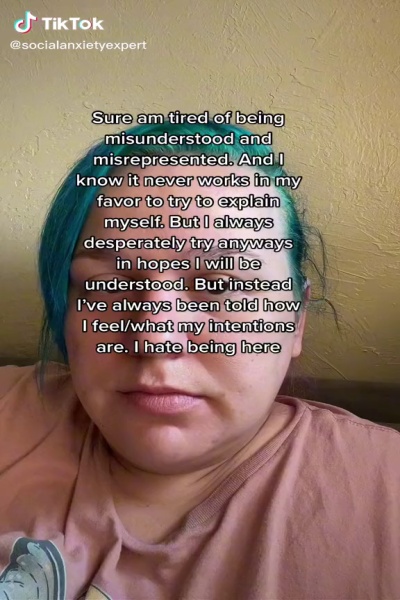 TikTok
@socialanxietyexpert
Sure am tired of being
misunderstood and
misrepresented. And I
know it never works in my
favor to try to explain
myself. But I always
desperately try anyways
in hopes I will be
understood. But instead
I've always been told how
I feel/what my intentions
are. I hate being here